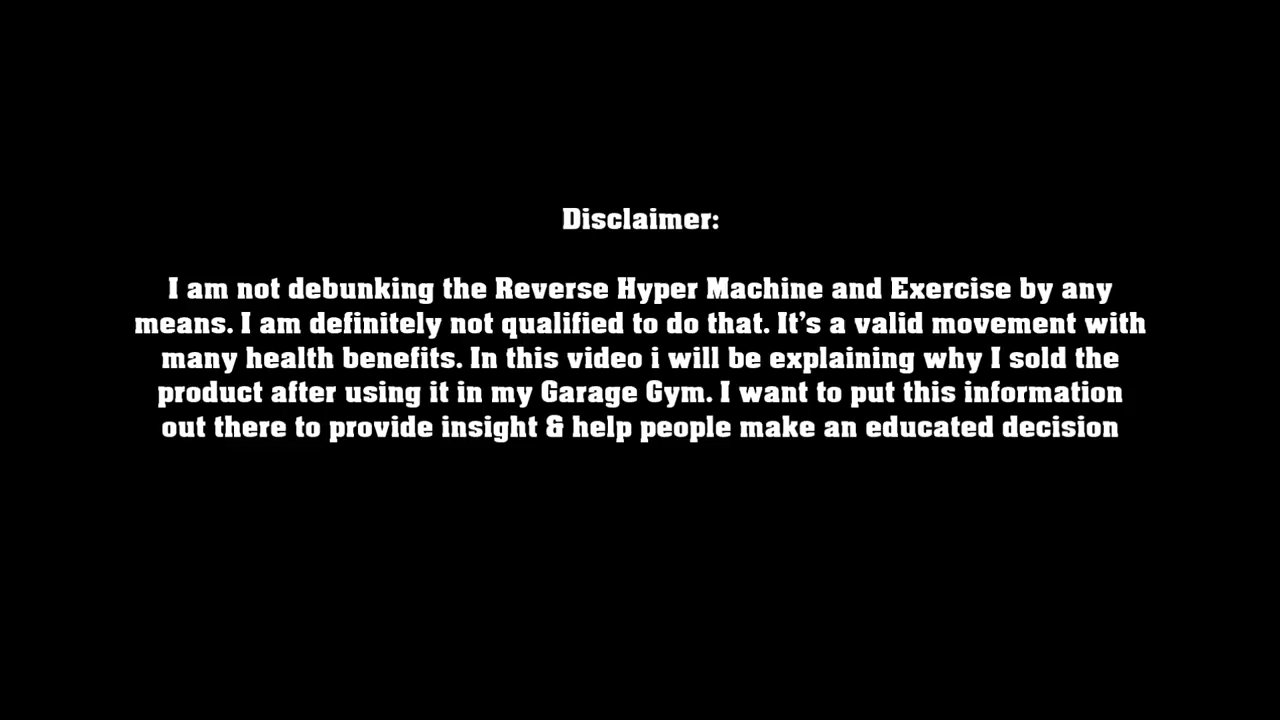 Disclaimer:
I am not debunking the Reverse Hyper Machine and Exercise by any
means. I am definitely not qualified to do that. It's a valid movement with
many health benefits. In this video i will be explaining why I sold the
product after using it in my Garage Gym. I want to put this information
out there to provide insight & help people make an educated decision